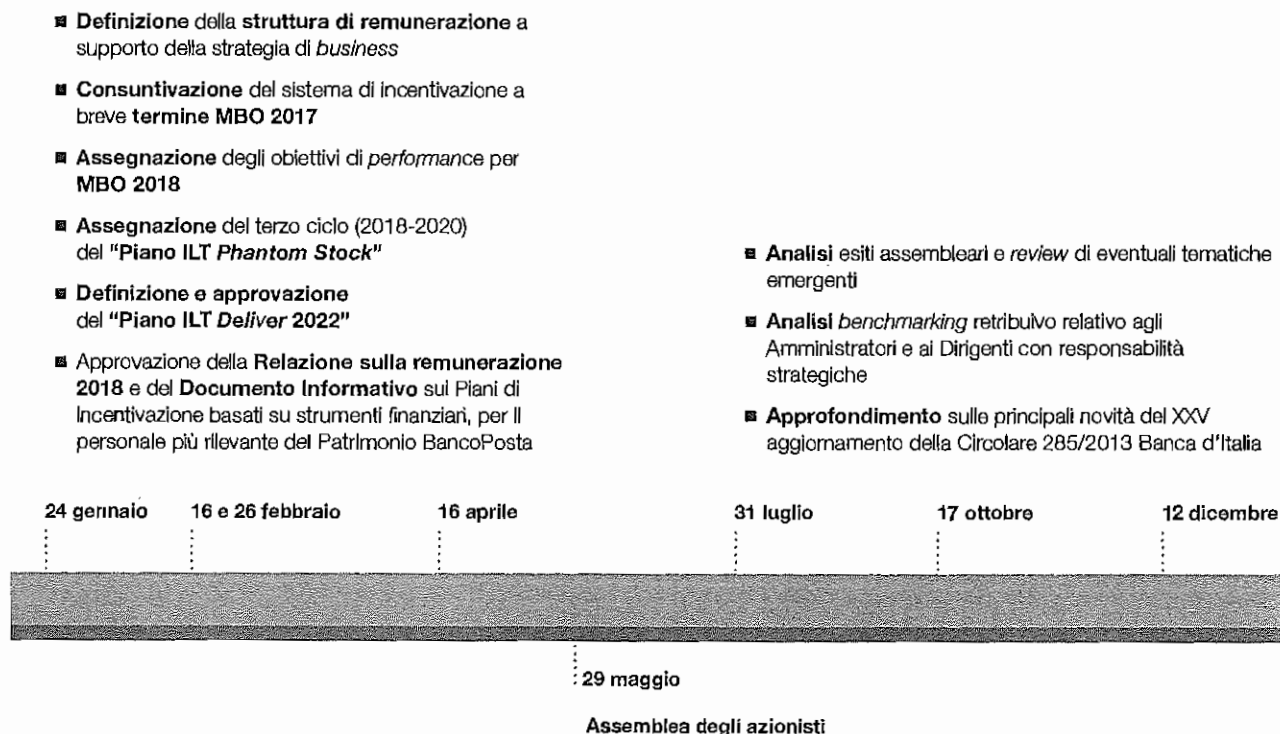 ■ Definizione della struttura di remunerazione a
supporto della strategia di business
■ Consuntivazione del sistema di incentivazione a
breve termine MBO 2017
■ Assegnazione degli obiettivi di performance per
MBO 2018
■ Assegnazione del terzo ciclo (2018-2020)
del "Piano ILT Phantom Stock"
■ Definizione e approvazione
del "Piano ILT Deliver 2022"
■ Approvazione della Relazione sulla remunerazione
2018 e del Documento Informativo sui Piani di
Incentivazione basati su strumenti finanziari, per il
personale più rilevante del Patrimonio BancoPosta
■ Analisi esiti assembleari e review di eventuali tematiche
emergenti
■ Analisi benchmarking retribuivo relativo agli
Amministratori e ai Dirigenti con responsabilità
strategiche
■ Approfondimento sulle principali novità del XXV
aggiornamento della Circolare 285/2013 Banca d'Italia
24 gennaio 16 e 26 febbraio 16 aprile 31 luglio 17 ottobre 12 dicembre
29 maggio
Assemblea degli azionisti